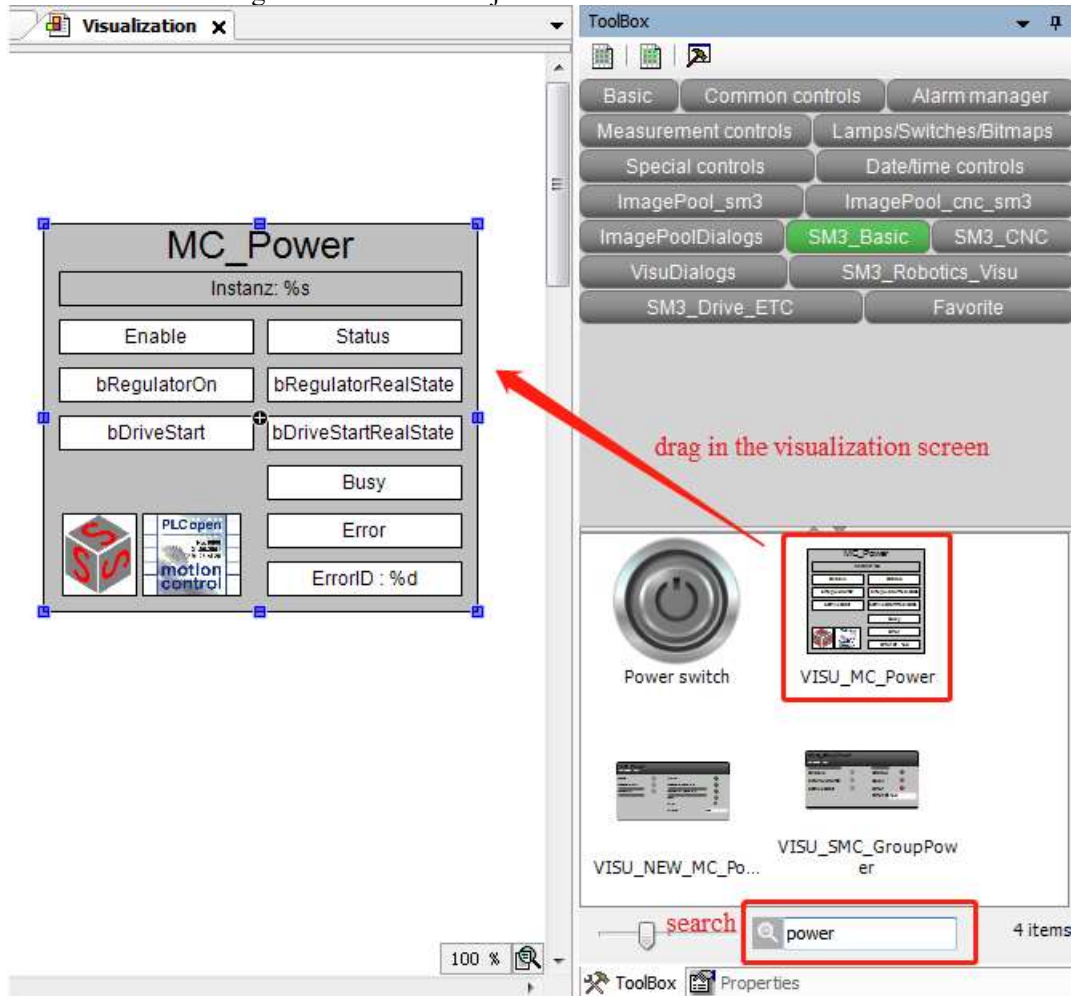 Visualization
ToolBox
Basic
Common controls
Alarm manager
Measurement controls
Lamps/Switches/Bitmaps
Special controls
Date/time controls
ImagePool_sm3
ImagePool_cnc_sm3
ImagePoolDialogs
SM3_Basic
SM3_CNC
VisuDialogs
SM3_Robotics_Visu
SM3_Drive_ETC
Favorite
MC_Power
Instanz: %s
Enable
Status
bRegulatorOn
bRegulatorRealState
bDriveStart
bDriveStartRealState
Busy
Error
ErrorID : %d
PLCopen
motion
control
drag in the visualization screen
MC_Power
Power switch
VISU_MC_Power
VISU_NEW_MC_Po...
VISU_SMC_GroupPow
er
search
power
4 items
100 %
ToolBox
Properties